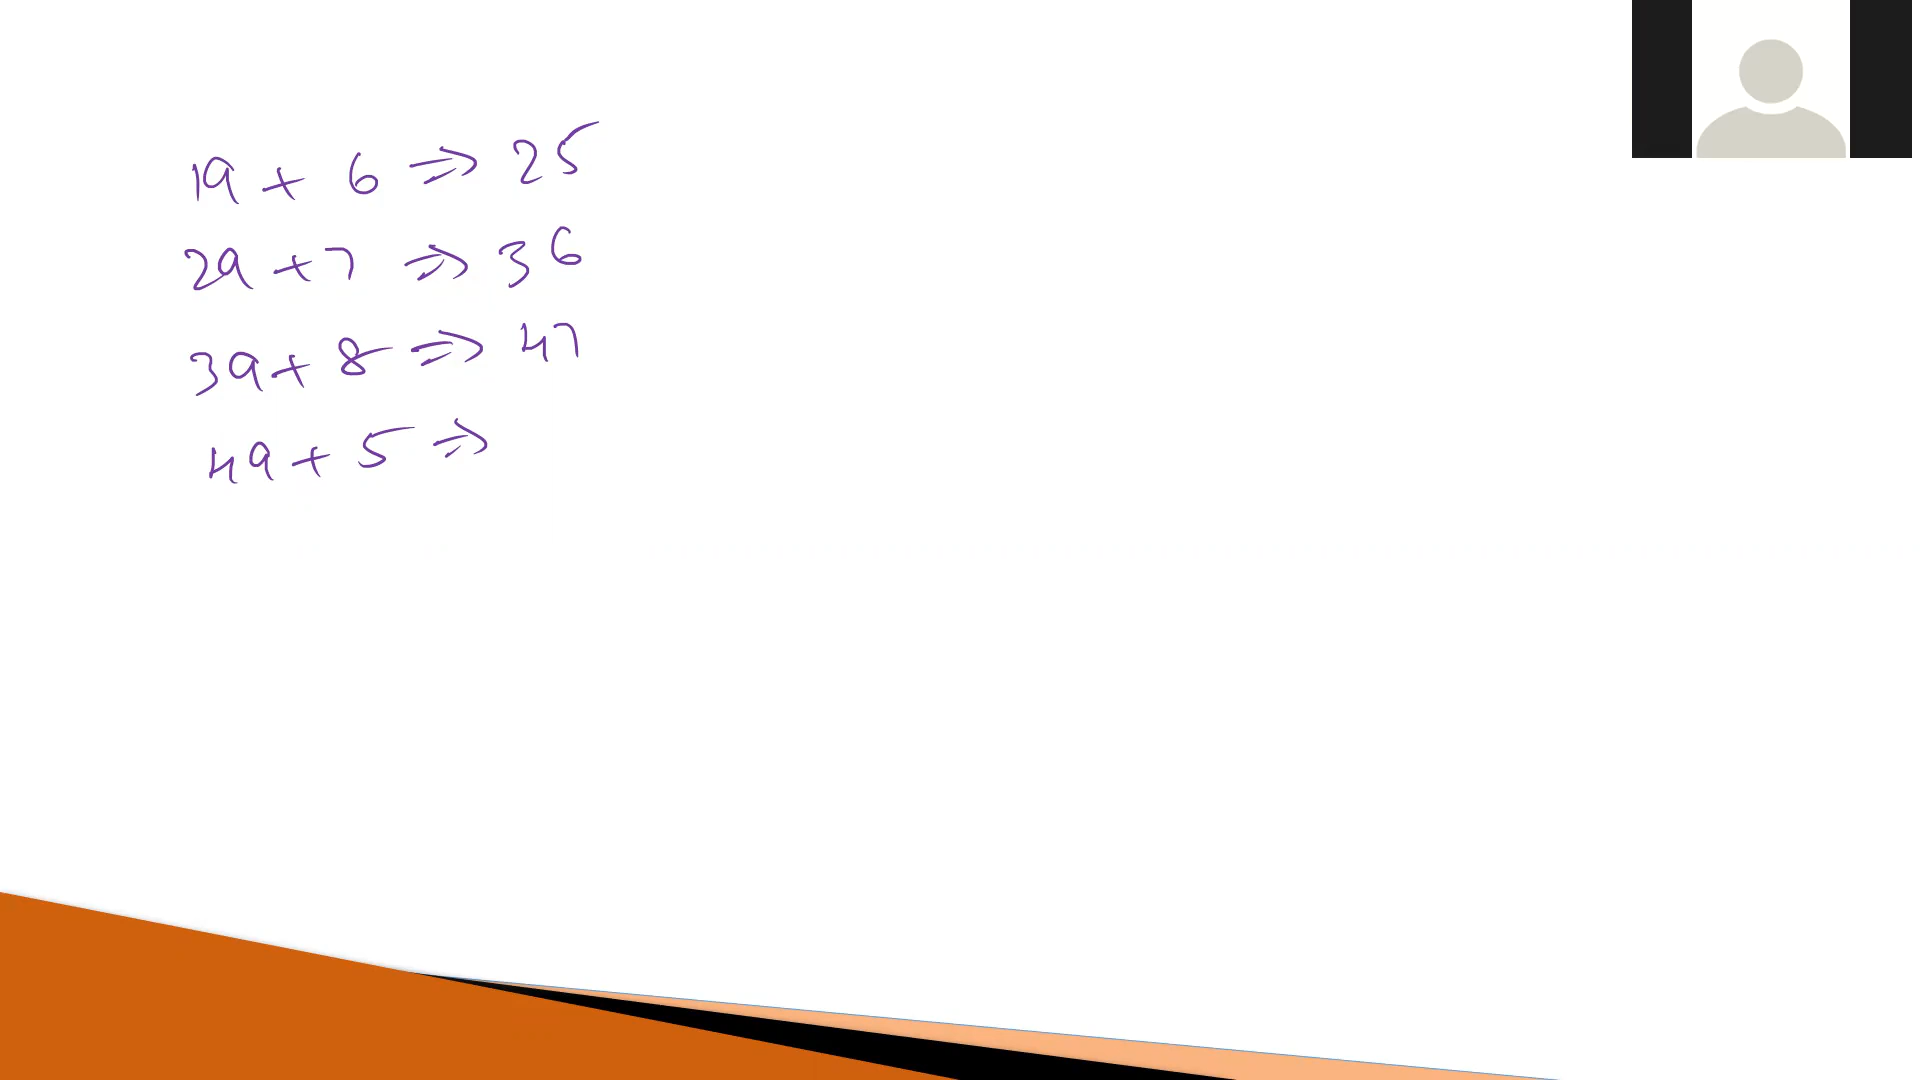 19 + 6 ⇒ 25
29 + 7 ⇒ 36
39 + 8 ⇒ 47
49 + 5 ⇒